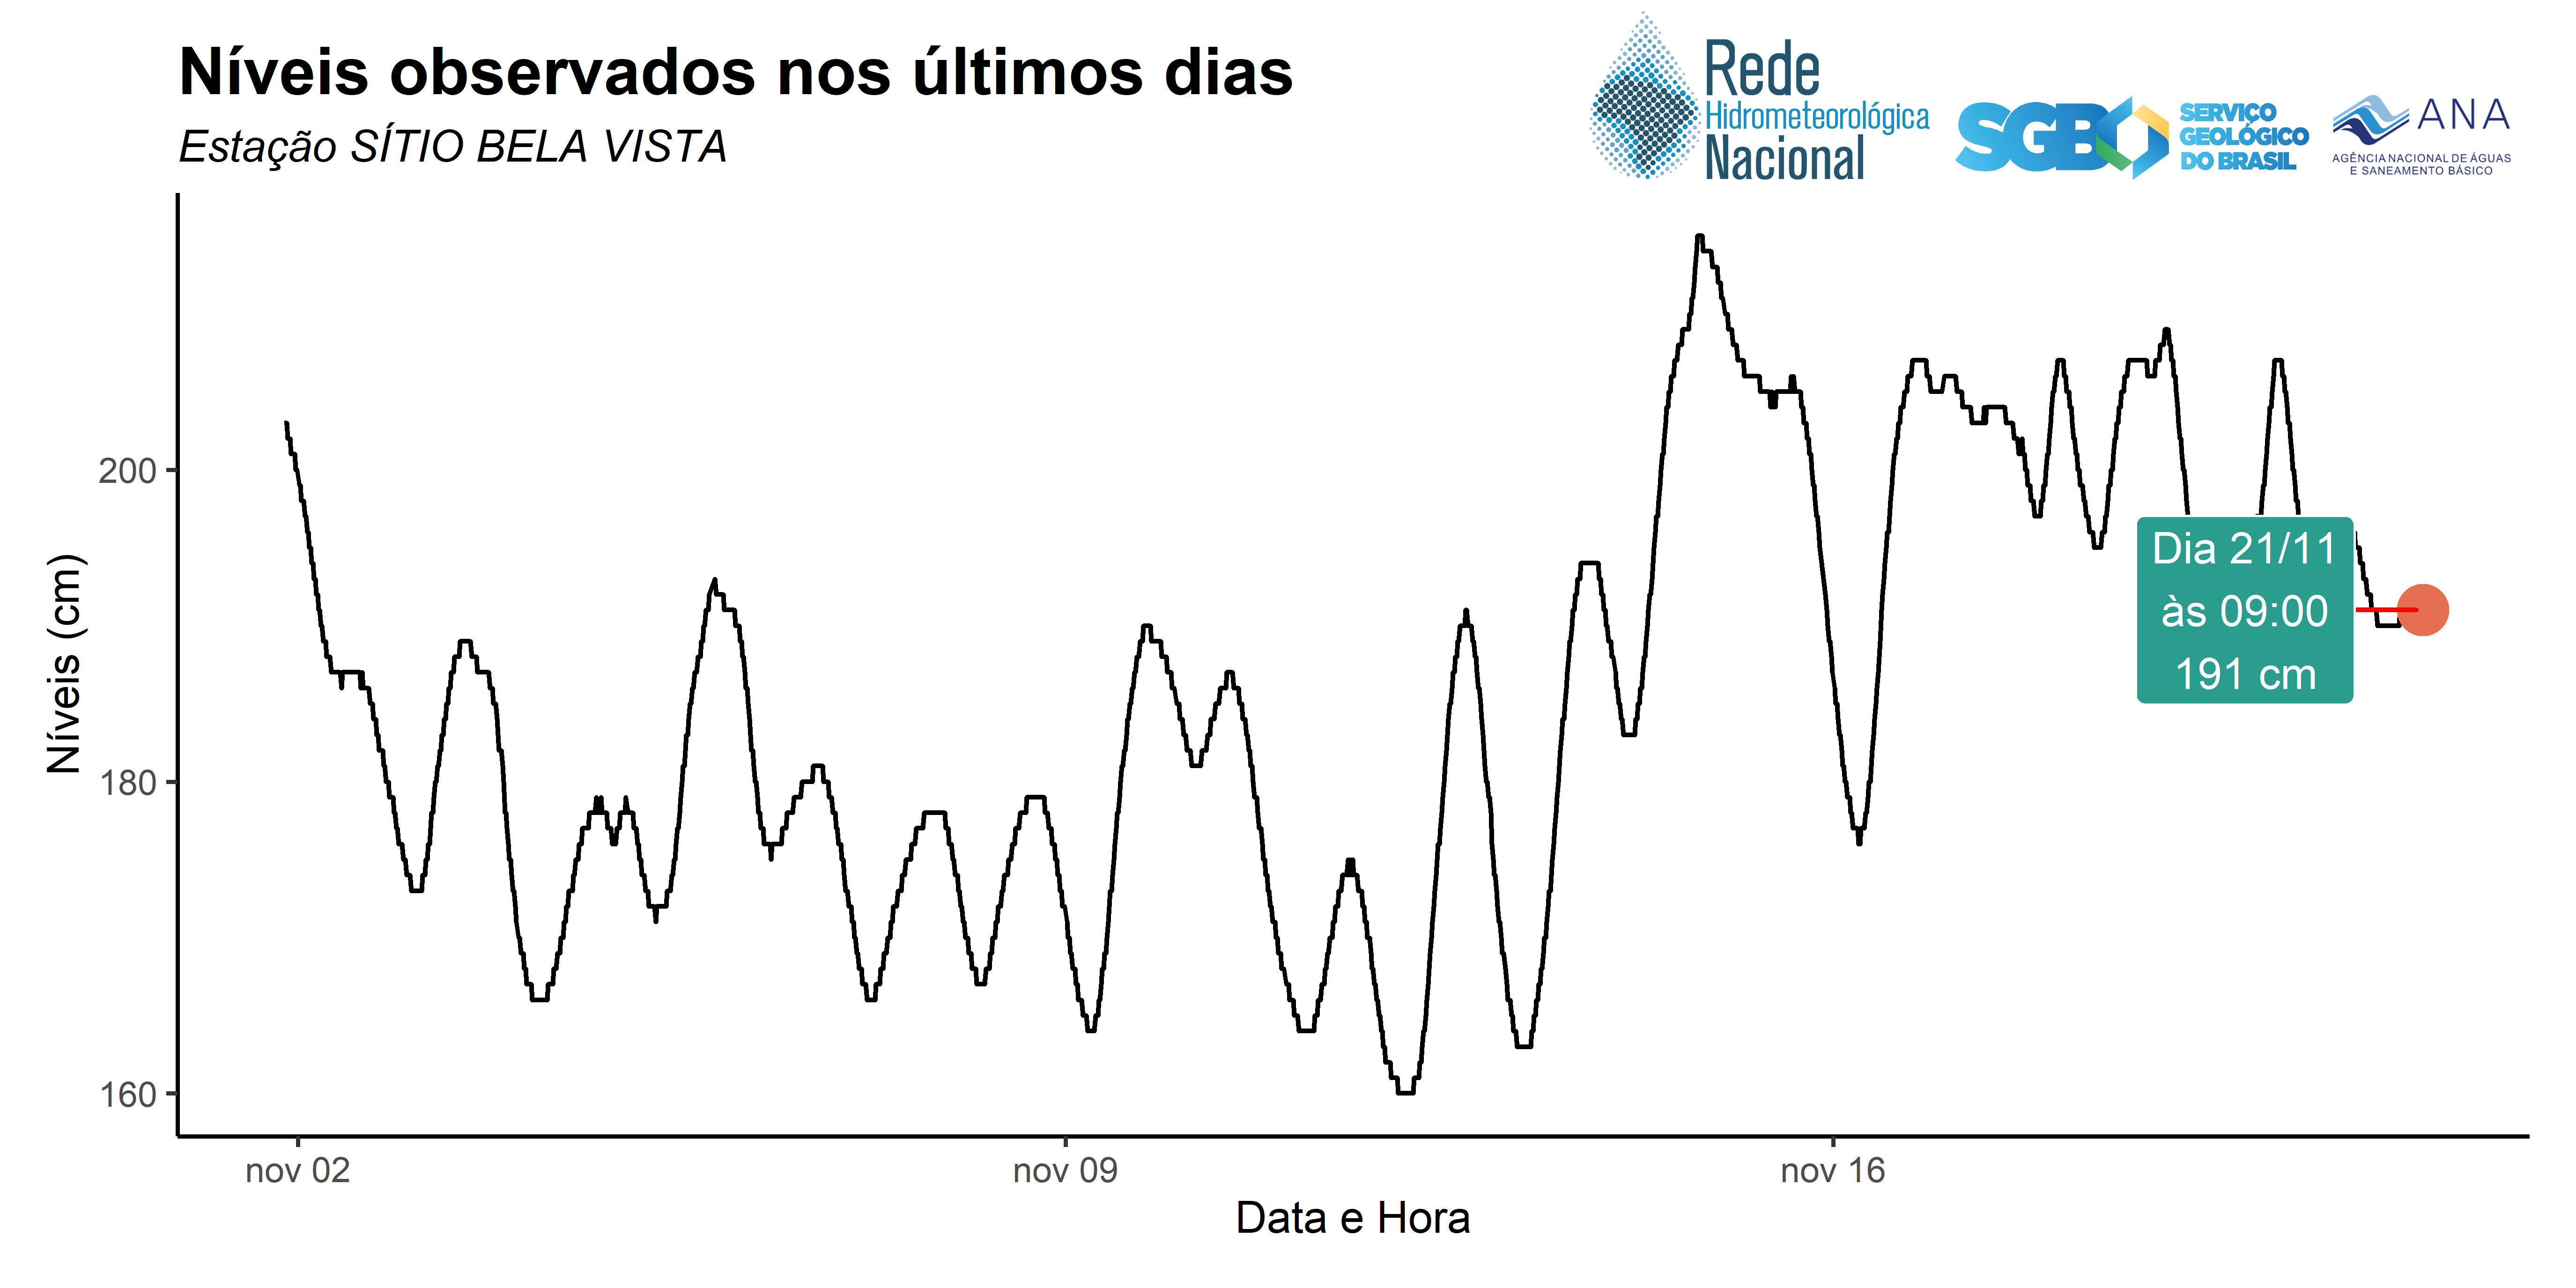 Níveis observados nos últimos dias
Estação SÍTIO BELA VISTA
Rede
Hidrometeorológica
Nacional
SGB
SERVIÇO
GEOLÓGICO
DO BRASIL
ANA
AGÊNCIA NACIONAL DE ÁGUAS
E SANEAMENTO BÁSICO
Níveis (cm)
200
180
160
Dia 21/11
às 09:00
191 cm
nov 02
nov 09
nov 16
Data e Hora